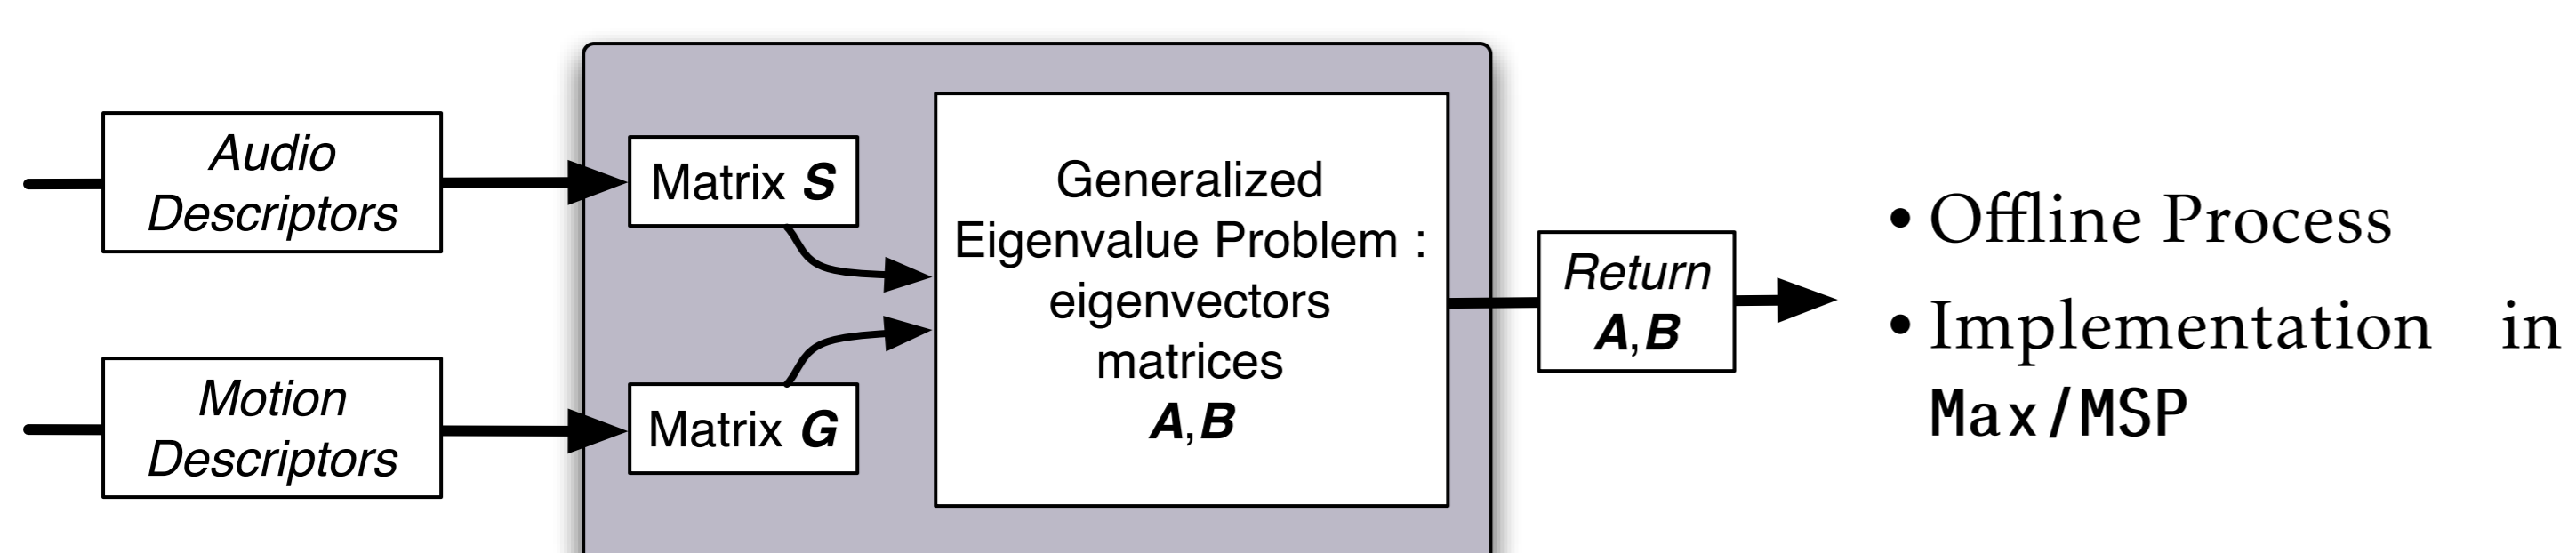 Audio
Descriptors
Motion
Descriptors
Matrix S
Matrix G
Generalized
Eigenvalue Problem :
eigenvectors
matrices
A,B
Return
A,B
• Offline Process
• Implementation in
Max/MSP